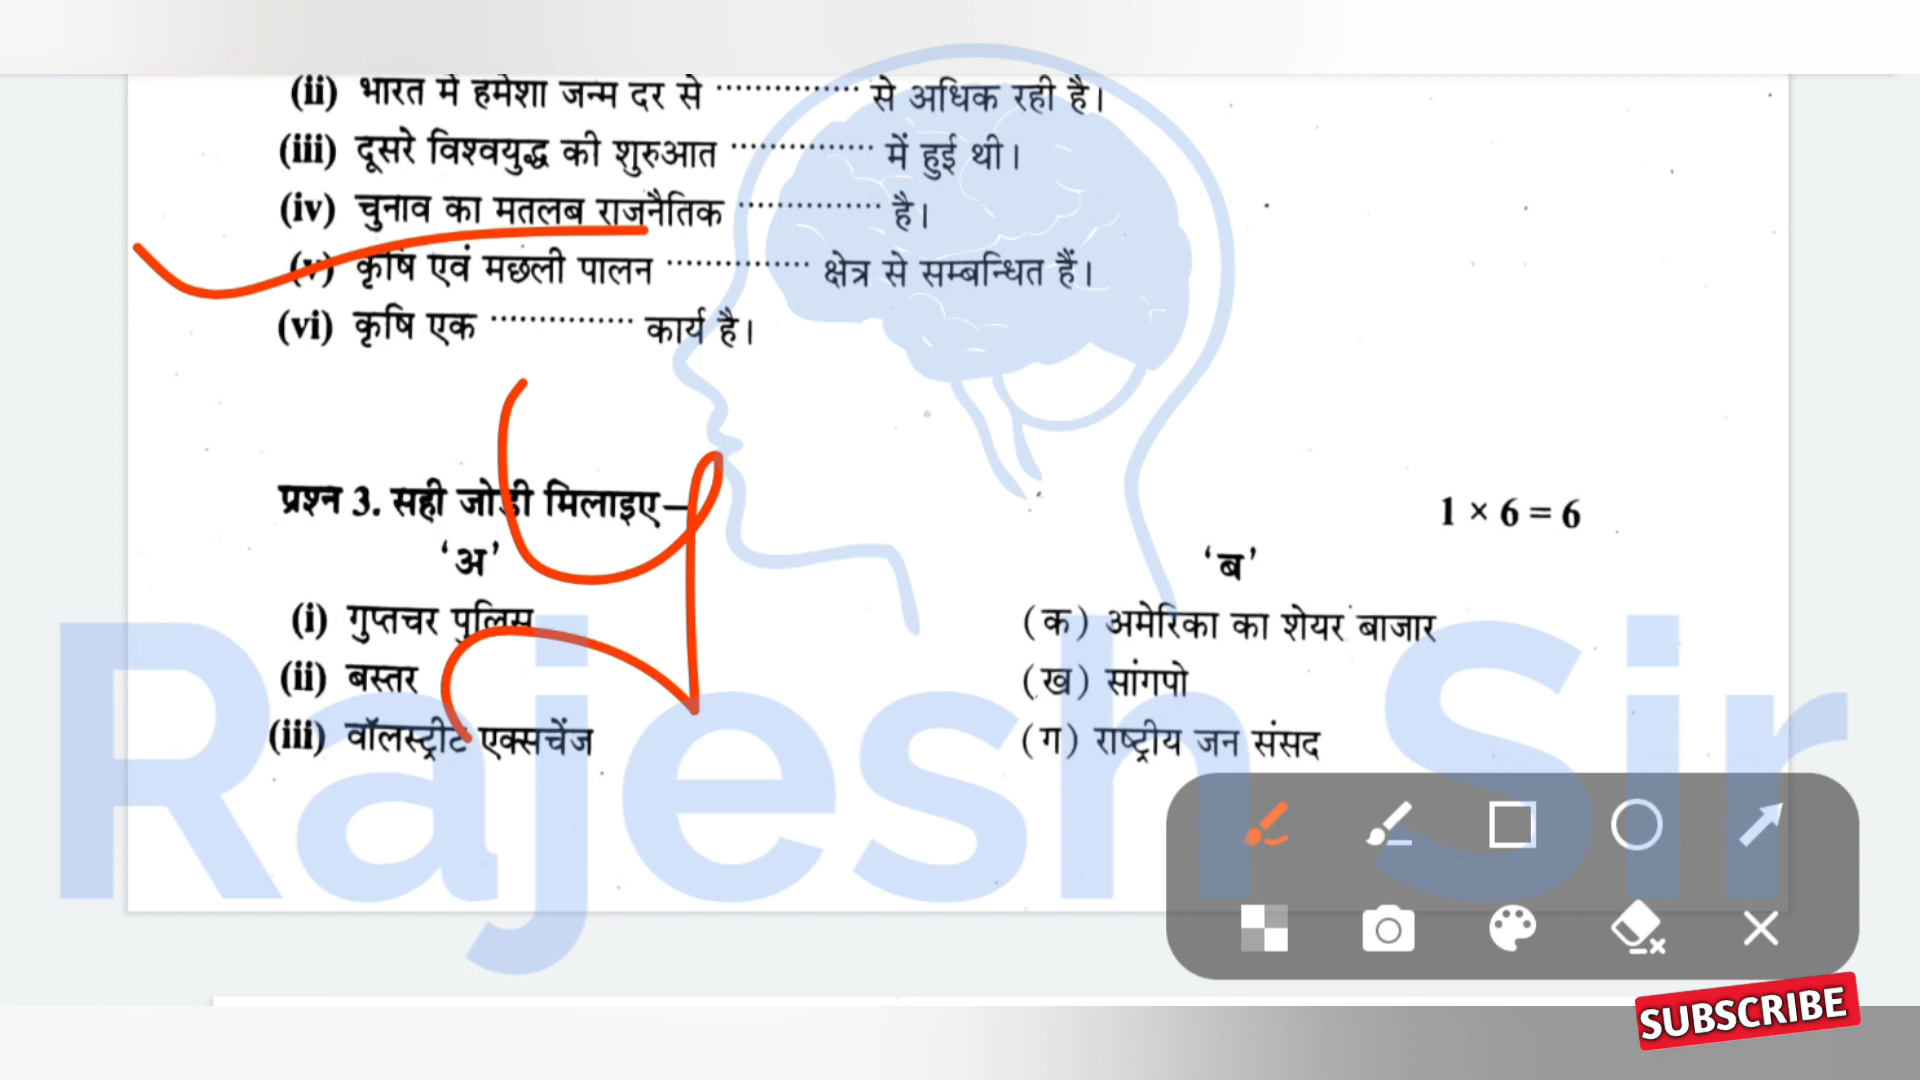 (ii) भारत में हमेशा जन्म दर से ............... से अधिक रही है।
(iii) दूसरे विश्वयुद्ध की शुरुआत ............... में हुई थी।
(iv) चुनाव का मतलब राजनैतिक ............... है।
(v) कृषि एवं मछली पालन ............... क्षेत्र से सम्बन्धित हैं।
(vi) कृषि एक ............... कार्य है।
प्रश्न 3. सही जोड़ी मिलाइए– 1 × 6 = 6
'अ' 'ब'
(i) गुप्तचर पुलिस (क) अमेरिका का शेयर बाजार
(ii) बस्तर (ख) सांगपो
(iii) वॉलस्ट्रीट एक्सचेंज (ग) राष्ट्रीय जन संसद
Rajesh Sir
SUBSCRIBE